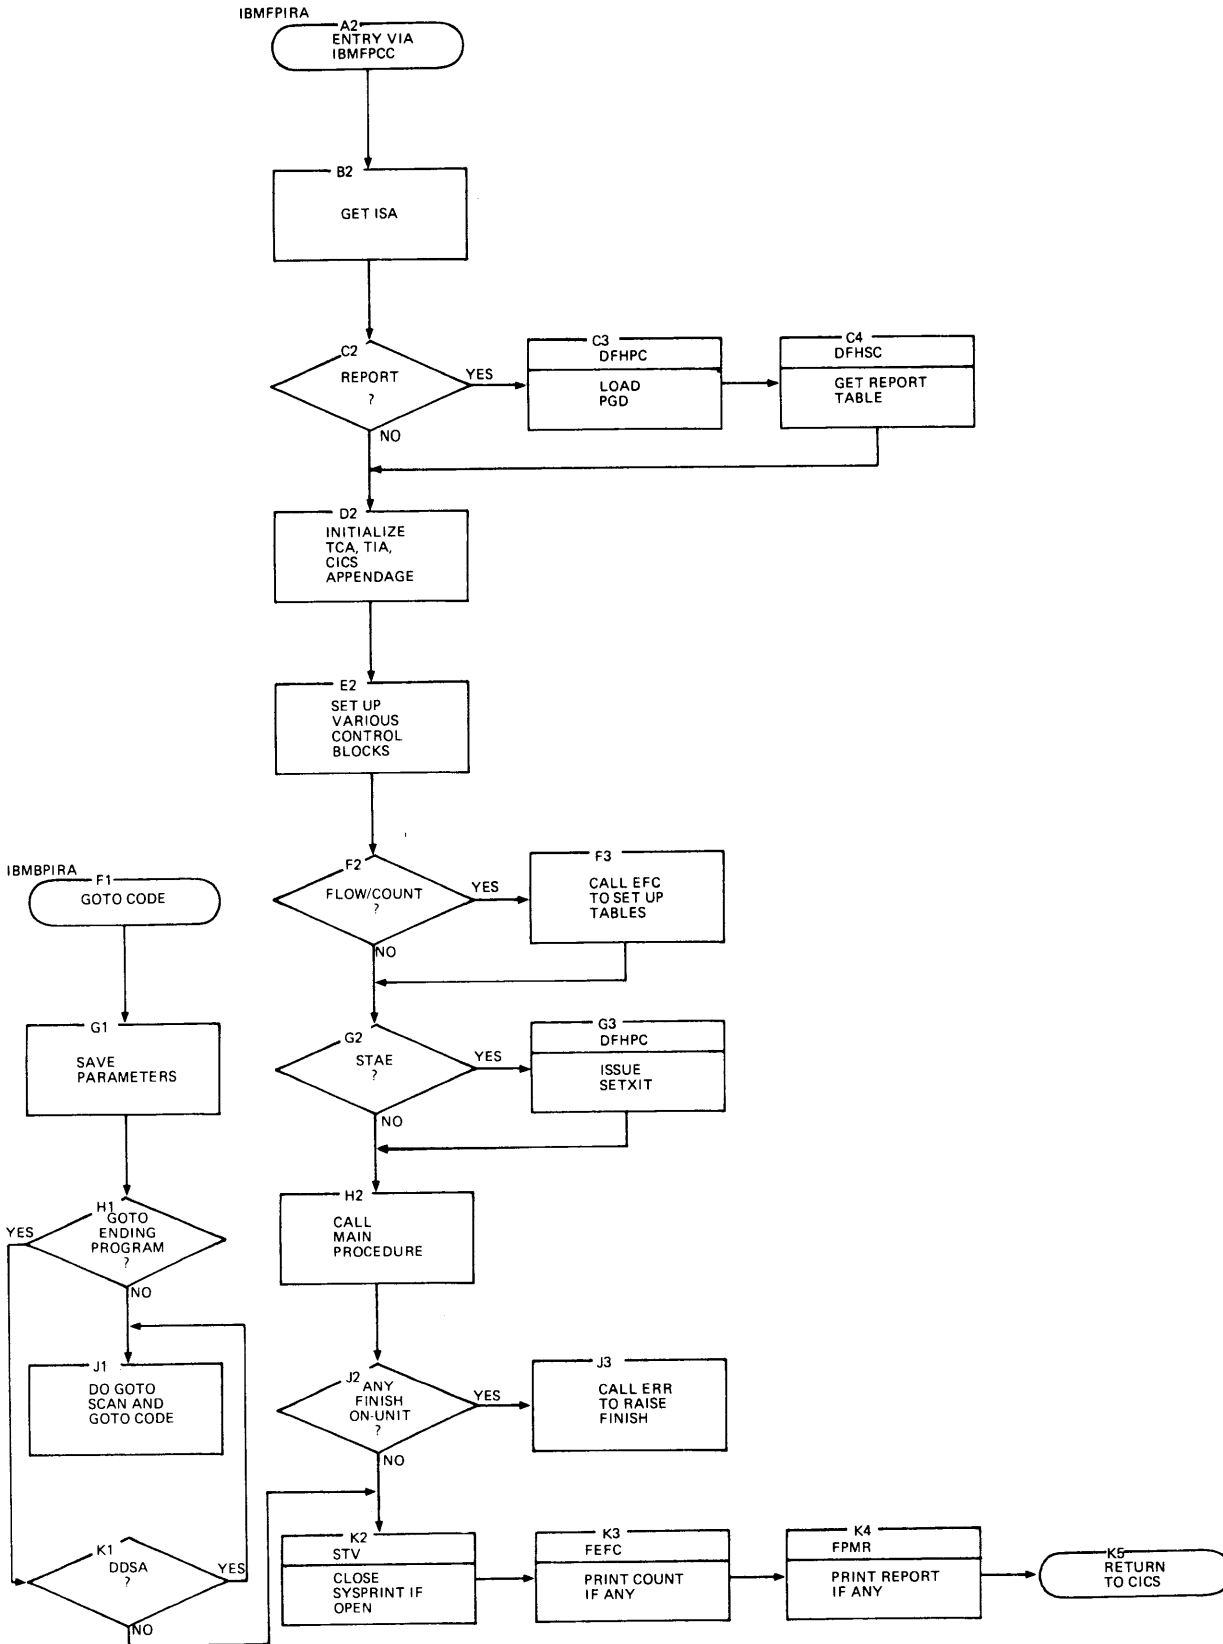 IBMFPIRA
A2
ENTRY VIA
IBMFPCC
B2
GET ISA
C2
REPORT
?
YES
NO
C3
DFHPC
LOAD
PGD
C4
DFHSC
GET REPORT
TABLE
D2
INITIALIZE
TCA, TIA,
CICS
APPENDAGE
E2
SET UP
VARIOUS
CONTROL
BLOCKS
F2
FLOW/COUNT
?
YES
NO
F3
CALL EFC
TO SET UP
TABLES
IBMBPIRA
F1
GOTO CODE
G1
SAVE
PARAMETERS
G2
STAE
?
YES
NO
G3
DFHPC
ISSUE
SETXIT
H1
GOTO
ENDING
PROGRAM
?
YES
NO
H2
CALL
MAIN
PROCEDURE
J1
DO GOTO
SCAN AND
GOTO CODE
J2
ANY
FINISH
ON-UNIT
?
YES
NO
J3
CALL ERR
TO RAISE
FINISH
K1
DDSA
?
YES
NO
K2
STV
CLOSE
SYSPRINT IF
OPEN
K3
FEFC
PRINT COUNT
IF ANY
K4
FPMR
PRINT REPORT
IF ANY
K5
RETURN
TO CICS